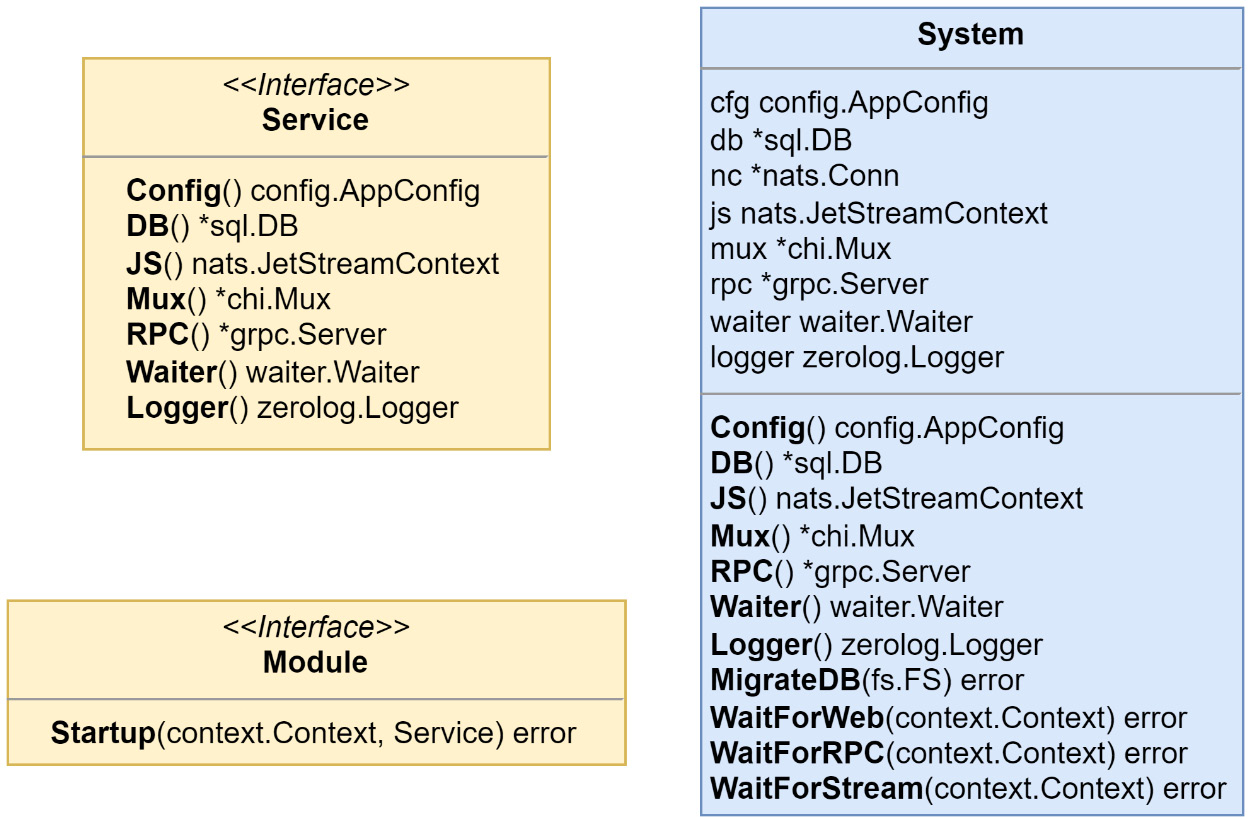 <<Interface>>
Service
Config() config.AppConfig
DB() *sql.DB
JS() nats.JetStreamContext
Mux() *chi.Mux
RPC() *grpc.Server
Waiter() waiter.Waiter
Logger() zerolog.Logger
<<Interface>>
Module
Startup(context.Context, Service) error
System
cfg config.AppConfig
db *sql.DB
nc *nats.Conn
js nats.JetStreamContext
mux *chi.Mux
rpc *grpc.Server
waiter waiter.Waiter
logger zerolog.Logger
Config() config.AppConfig
DB() *sql.DB
JS() nats.JetStreamContext
Mux() *chi.Mux
RPC() *grpc.Server
Waiter() waiter.Waiter
Logger() zerolog.Logger
MigrateDB(fs.FS) error
WaitForWeb(context.Context) error
WaitForRPC(context.Context) error
WaitForStream(context.Context) error